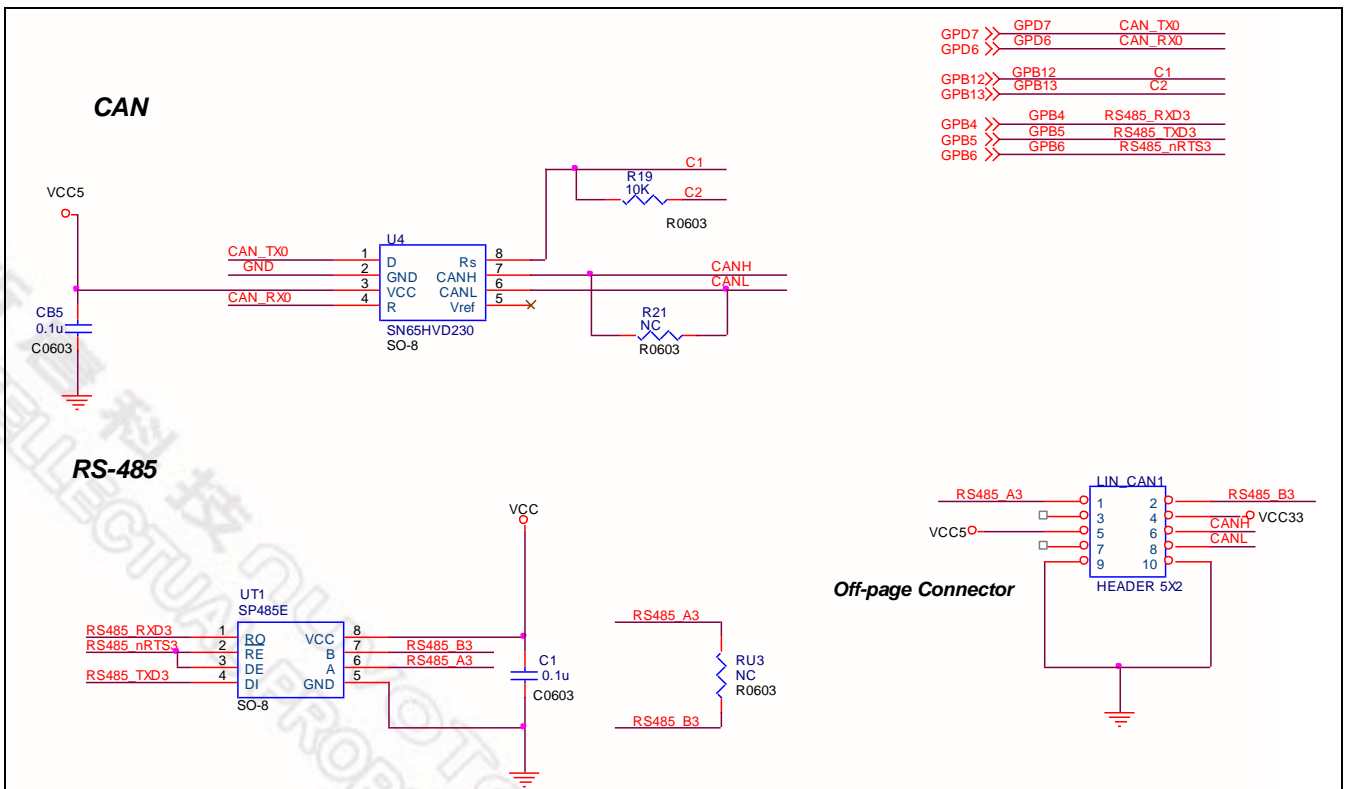 GPD7 GPD7 CAN_TX0
GPD6 GPD6 CAN_RX0
GPB12 GPB12 C1
GPB13 GPB13 C2
GPB4 GPB4 RS485_RXD3
GPB5 GPB5 RS485_TXD3
GPB6 GPB6 RS485_nRTS3
CAN
VCC5
C1
R19
10K
C2
R0603
U4
CAN_TX0 1 D Rs 8
GND 2 GND CANH 7 CANH
3 VCC CANL 6 CANL
CAN_RX0 4 R Vref 5
SN65HVD230
SO-8
R21
NC
R0603
CB5
0.1u
C0603
RS-485
VCC
UT1
SP485E
RS485_RXD3 1 RO VCC 8
RS485_nRTS3 2 RE B 7 RS485_B3
3 DE A 6 RS485_A3
RS485_TXD3 4 DI GND 5
SO-8
C1
0.1u
C0603
RS485_A3
RU3
NC
R0603
RS485_B3
LIN_CAN1
RS485_A3 1 2 RS485_B3
3 4 VCC33
VCC5 5 6 CANH
7 8 CANL
9 10
HEADER 5X2
Off-page Connector
科技
nuvoTo